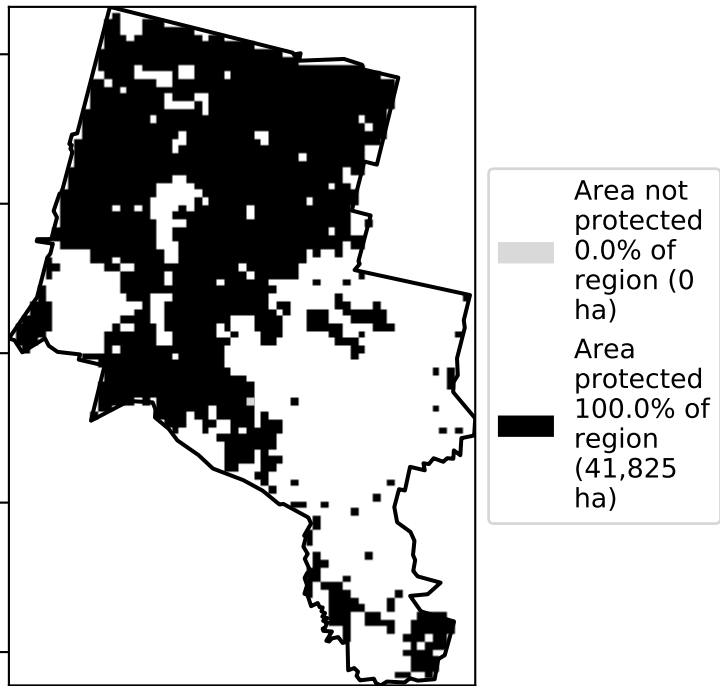 Area not
protected
0.0% of
region (0
ha)
Area
protected
100.0% of
region
(41,825
ha)